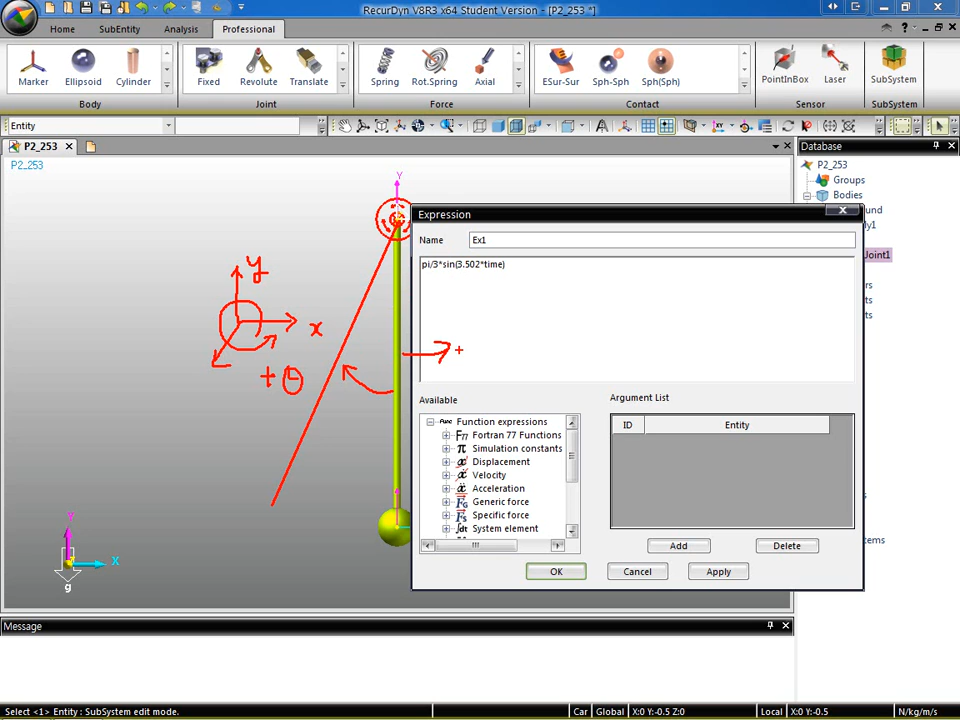 RecurDyn V8R3 x64 Student Version - [P2_253 *]
Home SubEntity Analysis Professional
Marker Ellipsoid Cylinder Fixed Revolute Translate Spring Rot.Spring Axial ESur-Sur Sph-Sph Sph(Sph) PointInBox Laser SubSystem
Body Joint Force Contact Sensor SubSystem
Entity
P2_253 Database
P2_253 P2_253
Groups
Bodies
Y
Expression
Name Ex1
pi/3*sin(3.502*time)
Joint1
y
x
+
+ θ
Available Argument List
Function expressions
ID Entity
Fortran 77 Functions
Simulation constants
Displacement
Velocity
Acceleration
Generic force
Specific force
System element
Add Delete
OK Cancel Apply
Y
X
g
Message
Select <1> Entity : SubSystem edit mode. Car Global X:0 Y:-0.5 Z:0 Local X:0 Y:-0.5 N/kg/m/s